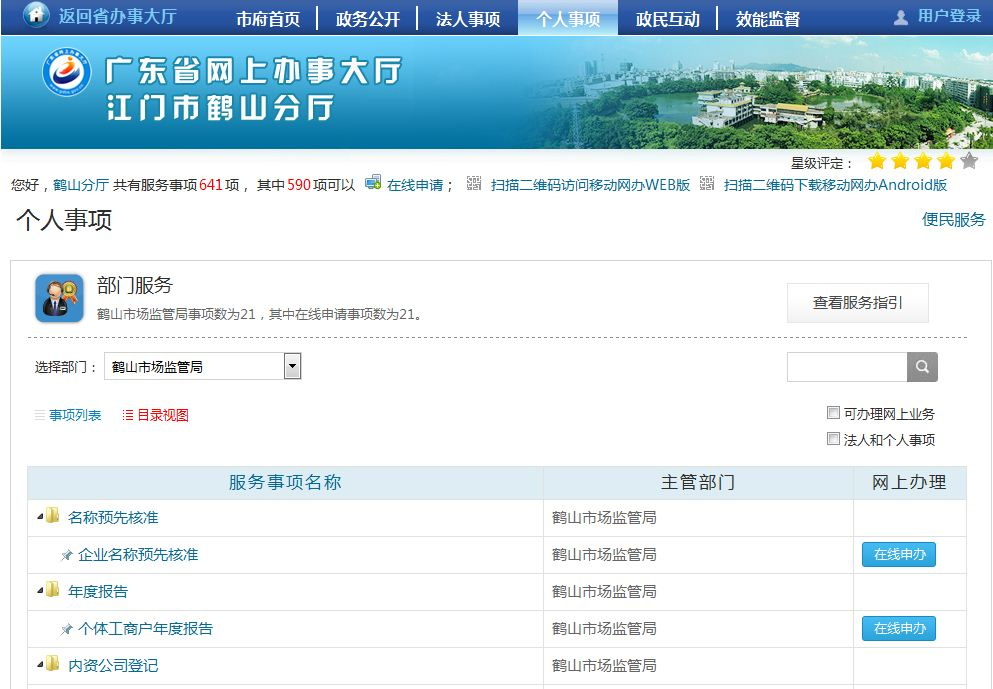 返回省办事大厅 市府首页 政务公开 法人事项 个人事项 政民互动 效能监督 用户登录
广东省网上办事大厅
江门市鹤山分厅
星级评定：
您好，鹤山分厅 共有服务事项641项， 其中590项可以 在线申请； 扫描二维码访问移动网办WEB版 扫描二维码下载移动网办Android版
个人事项 便民服务
部门服务
鹤山市场监管局事项数为21，其中在线申请事项数为21。
查看服务指引
选择部门： 鹤山市场监管局
事项列表 目录视图 可办理网上业务
法人和个人事项
服务事项名称 主管部门 网上办理
名称预先核准 鹤山市场监管局
企业名称预先核准 鹤山市场监管局 在线申办
年度报告 鹤山市场监管局
个体工商户年度报告 鹤山市场监管局 在线申办
内资公司登记 鹤山市场监管局